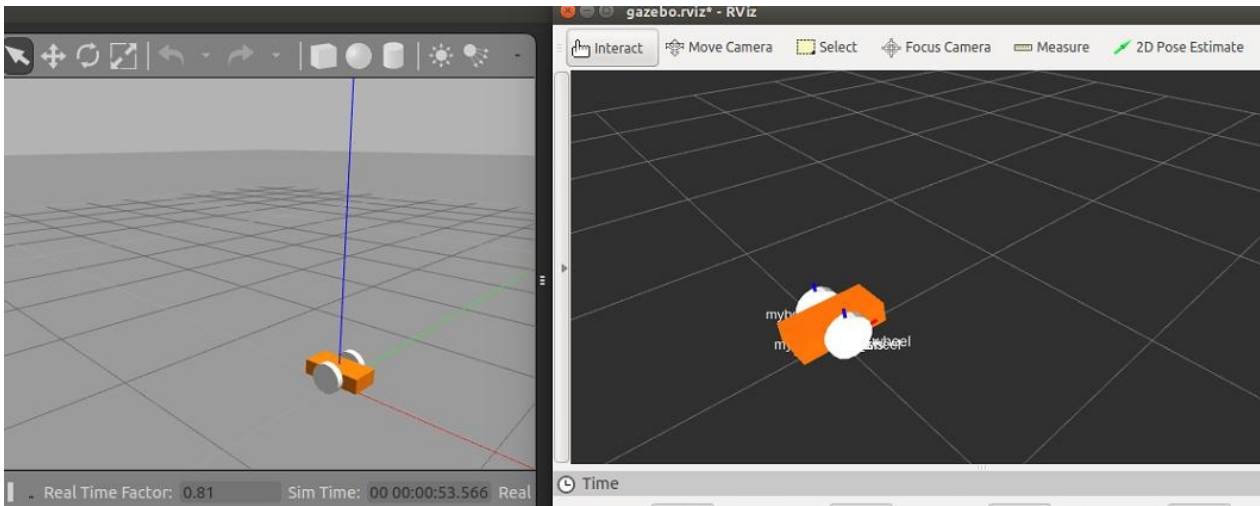 gazebo.rviz* - RViz
Interact Move Camera Select Focus Camera Measure 2D Pose Estimate
Real Time Factor: 0.81 Sim Time: 00 00:00:53.566 Real
Time